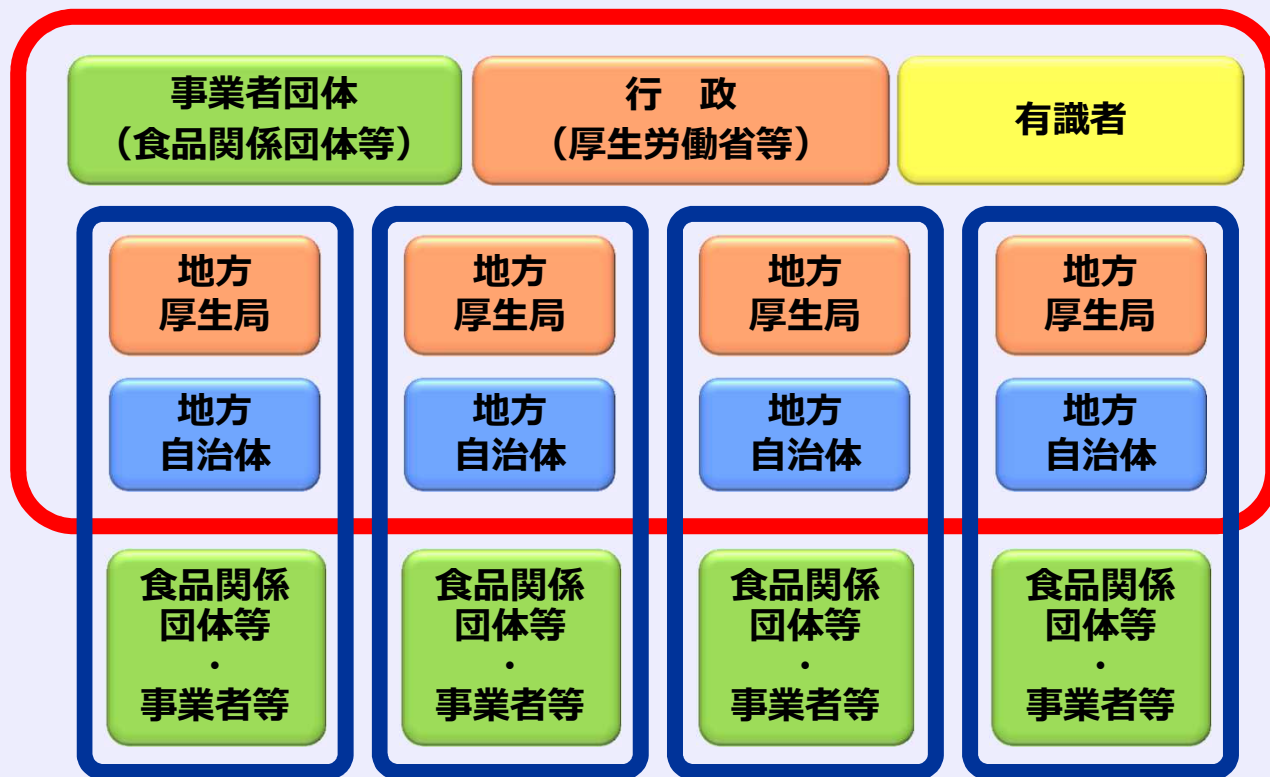 事業者団体
（食品関係団体等）
行　政
（厚生労働省等）
有識者
地方
厚生局
地方
厚生局
地方
厚生局
地方
厚生局
地方
自治体
地方
自治体
地方
自治体
地方
自治体
食品関係
団体等
・
事業者等
食品関係
団体等
・
事業者等
食品関係
団体等
・
事業者等
食品関係
団体等
・
事業者等